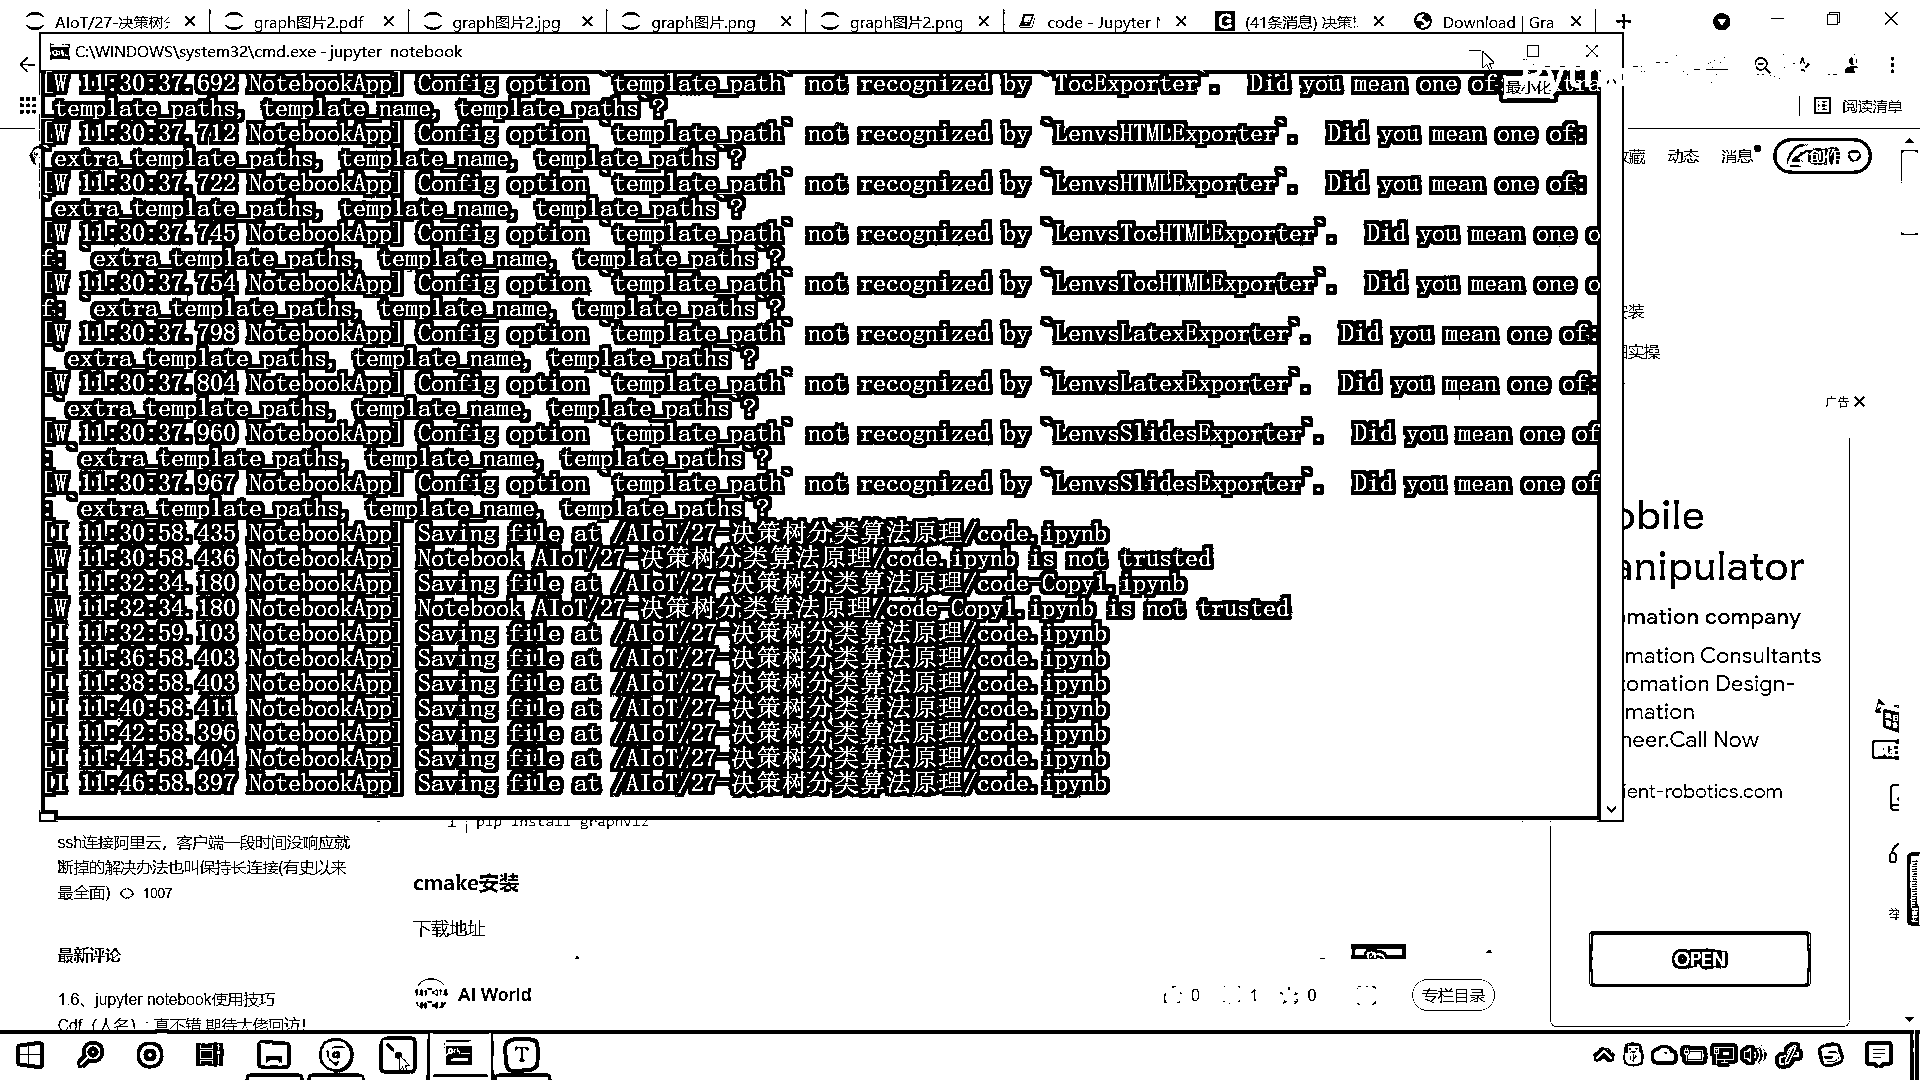 AIoT/27-决策树分
graph图片2.pdf
graph图片2.jpg
graph图片.png
graph图片2.png
code - Jupyter N
(41条消息) 决策
Download | Gra
C:\WINDOWS\system32\cmd.exe - jupyter notebook
最小化
[W 11:30:37.692 NotebookApp] Config option `template_path` not recognized by `TocExporter`.  Did you mean one of:
template_paths, template_name, template_paths`?
[W 11:30:37.712 NotebookApp] Config option `template_path` not recognized by `LenvsHTMLExporter`.  Did you mean one of:
`extra_template_paths, template_name, template_paths`?
[W 11:30:37.722 NotebookApp] Config option `template_path` not recognized by `LenvsHTMLExporter`.  Did you mean one of:
`extra_template_paths, template_name, template_paths`?
[W 11:30:37.745 NotebookApp] Config option `template_path` not recognized by `LenvsTocHTMLExporter`.  Did you mean one o
f: `extra_template_paths, template_name, template_paths`?
[W 11:30:37.754 NotebookApp] Config option `template_path` not recognized by `LenvsTocHTMLExporter`.  Did you mean one o
f: `extra_template_paths, template_name, template_paths`?
[W 11:30:37.798 NotebookApp] Config option `template_path` not recognized by `LenvsLatexExporter`.  Did you mean one of:
`extra_template_paths, template_name, template_paths`?
[W 11:30:37.804 NotebookApp] Config option `template_path` not recognized by `LenvsLatexExporter`.  Did you mean one of:
`extra_template_paths, template_name, template_paths`?
[W 11:30:37.960 NotebookApp] Config option `template_path` not recognized by `LenvsSlidesExporter`.  Did you mean one of
: `extra_template_paths, template_name, template_paths`?
[W 11:30:37.967 NotebookApp] Config option `template_path` not recognized by `LenvsSlidesExporter`.  Did you mean one of
: `extra_template_paths, template_name, template_paths`?
[I 11:30:58.435 NotebookApp] Saving file at /AIoT/27-决策树分类算法原理/code.ipynb
[W 11:30:58.436 NotebookApp] Notebook AIoT/27-决策树分类算法原理/code.ipynb is not trusted
[I 11:32:34.180 NotebookApp] Saving file at /AIoT/27-决策树分类算法原理/code-Copy1.ipynb
[W 11:32:34.180 NotebookApp] Notebook AIoT/27-决策树分类算法原理/code-Copy1.ipynb is not trusted
[I 11:32:59.103 NotebookApp] Saving file at /AIoT/27-决策树分类算法原理/code.ipynb
[I 11:36:58.403 NotebookApp] Saving file at /AIoT/27-决策树分类算法原理/code.ipynb
[I 11:38:58.403 NotebookApp] Saving file at /AIoT/27-决策树分类算法原理/code.ipynb
[I 11:40:58.411 NotebookApp] Saving file at /AIoT/27-决策树分类算法原理/code.ipynb
[I 11:42:58.396 NotebookApp] Saving file at /AIoT/27-决策树分类算法原理/code.ipynb
[I 11:44:58.404 NotebookApp] Saving file at /AIoT/27-决策树分类算法原理/code.ipynb
[I 11:46:58.397 NotebookApp] Saving file at /AIoT/27-决策树分类算法原理/code.ipynb
阅读清单
收藏 动态 消息 创作
安装
实操
广告
obile
anipulator
omation company
mation Consultants
tomation Design-
mation
neer.Call Now
ient-robotics.com
OPEN
ssh连接阿里云，客户端一段时间没响应就
断掉的解决办法也叫保持长连接(有史以来
最全面) 1007
最新评论
1.6、jupyter notebook使用技巧
Cdf（人名）: 真不错,期待大佬回访!
1 pip install graphviz
cmake安装
下载地址
AI World
0 1 0
专栏目录